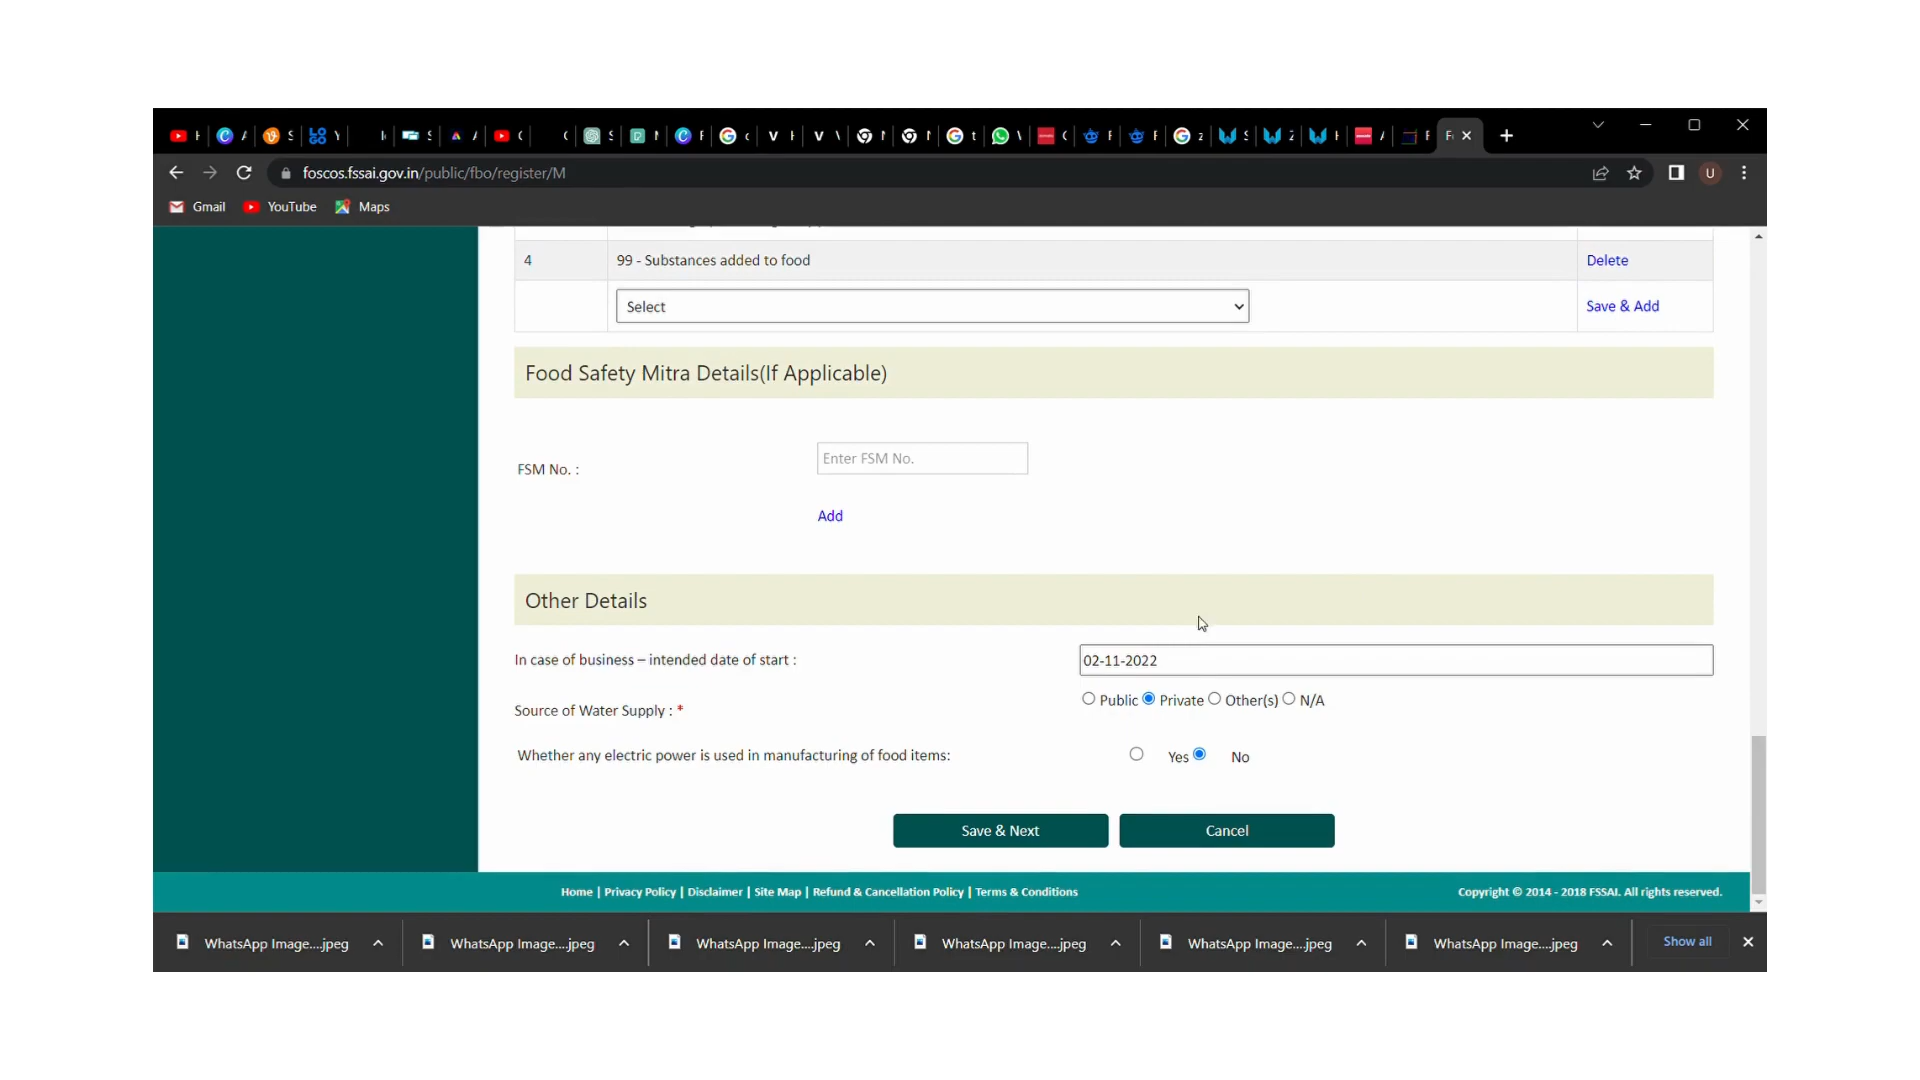 foscos.fssai.gov.in/public/fbo/register/M
U
Gmail YouTube Maps
4 99 - Substances added to food Delete
Select Save & Add
Food Safety Mitra Details(If Applicable)
FSM No. : Enter FSM No.
Add
Other Details
In case of business – intended date of start : 02-11-2022
Source of Water Supply : * Public Private Other(s) N/A
Whether any electric power is used in manufacturing of food items: Yes No
Save & Next Cancel
Home | Privacy Policy | Disclaimer | Site Map | Refund & Cancellation Policy | Terms & Conditions Copyright © 2014 - 2018 FSSAI. All rights reserved.
WhatsApp Image....jpeg WhatsApp Image....jpeg WhatsApp Image....jpeg WhatsApp Image....jpeg WhatsApp Image....jpeg WhatsApp Image....jpeg Show all